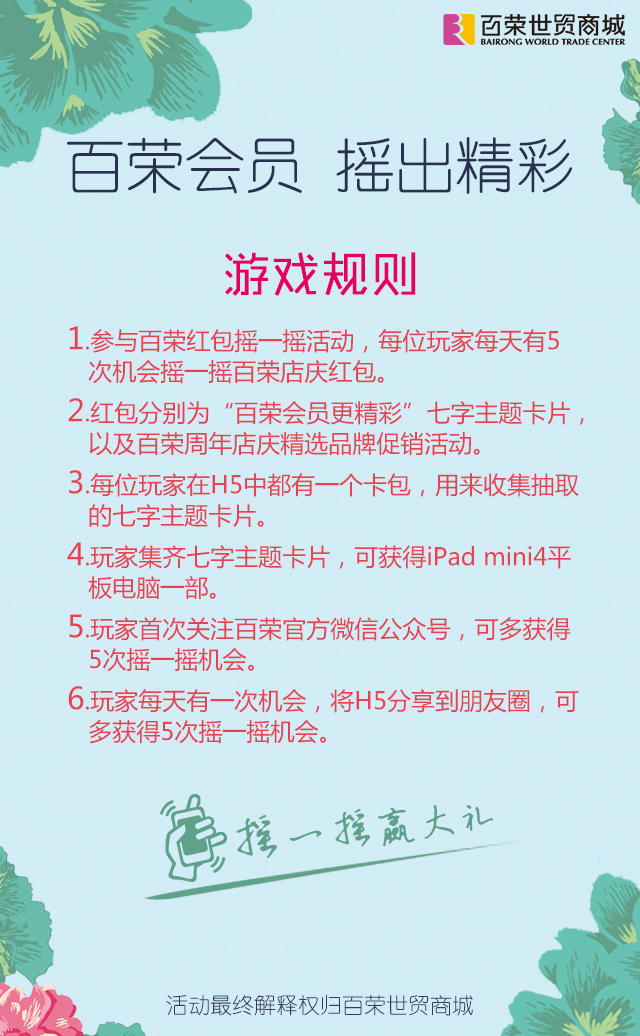 百荣世贸商城
BAIRONG WORLD TRADE CENTER
百荣会员 摇出精彩
游戏规则
1.参与百荣红包摇一摇活动，每位玩家每天有5
次机会摇一摇百荣店庆红包。
2.红包分别为“百荣会员更精彩”七字主题卡片，
以及百荣周年店庆精选品牌促销活动。
3.每位玩家在H5中都有一个卡包，用来收集抽取
的七字主题卡片。
4.玩家集齐七字主题卡片，可获得iPad mini4平
板电脑一部。
5.玩家首次关注百荣官方微信公众号，可多获得
5次摇一摇机会。
6.玩家每天有一次机会，将H5分享到朋友圈，可
多获得5次摇一摇机会。
摇一摇赢大礼
活动最终解释权归百荣世贸商城